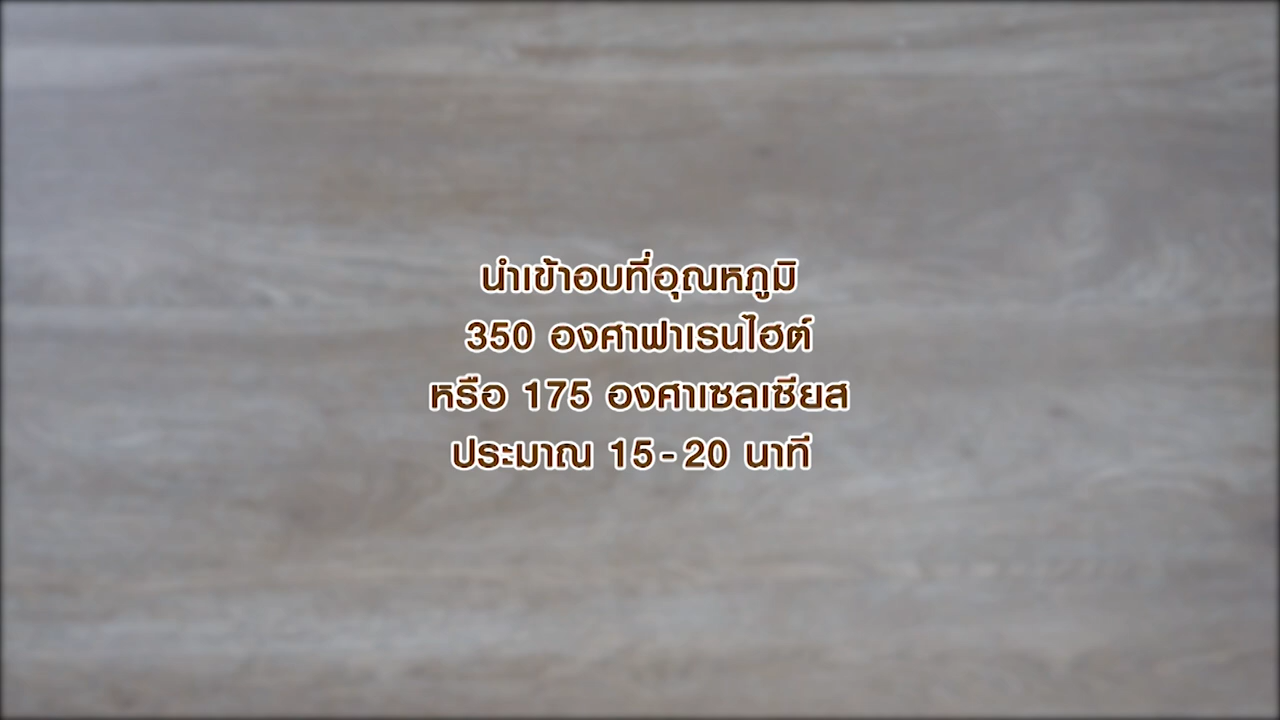 นำเข้าอบที่อุณหภูมิ
350 องศาฟาเรนไฮต์
หรือ 175 องศาเซลเซียส
ประมาณ 15-20 นาที